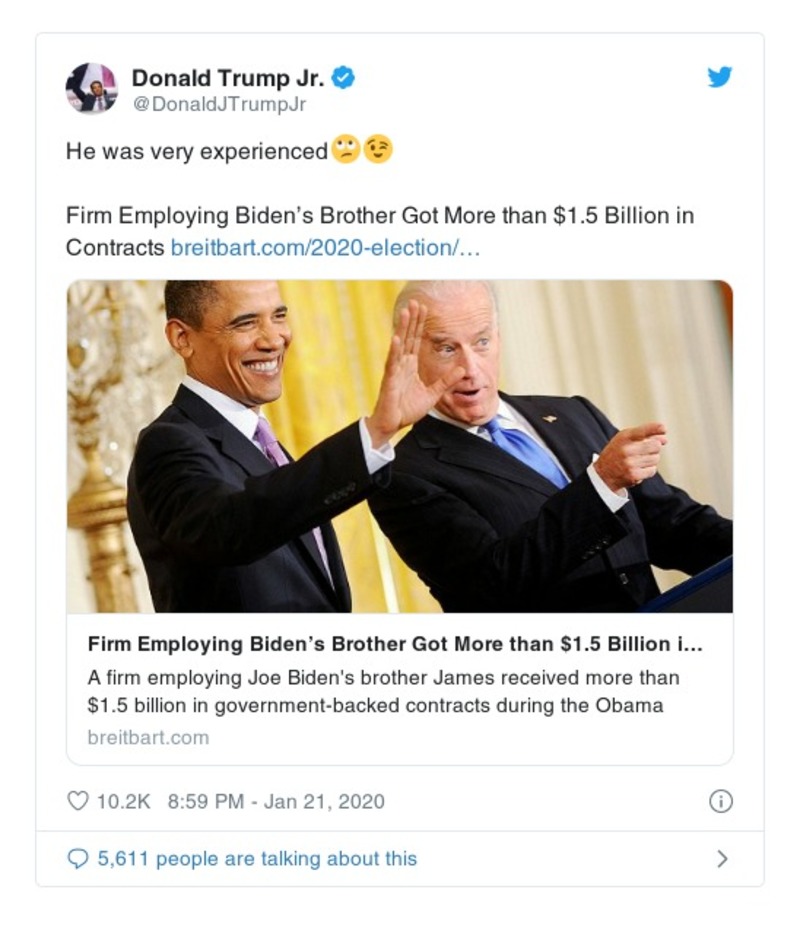 Donald Trump Jr.
@DonaldJTrumpJr
He was very experienced🙄😉
Firm Employing Biden’s Brother Got More than $1.5 Billion in
Contracts breitbart.com/2020-election/…
Firm Employing Biden’s Brother Got More than $1.5 Billion i...
A firm employing Joe Biden's brother James received more than
$1.5 billion in government-backed contracts during the Obama
breitbart.com
10.2K 8:59 PM - Jan 21, 2020
5,611 people are talking about this